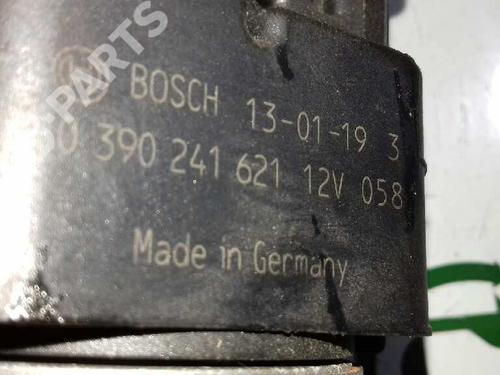 BOSCH 13-01-19 3
0 390 241 621 12V 058
Made in Germany